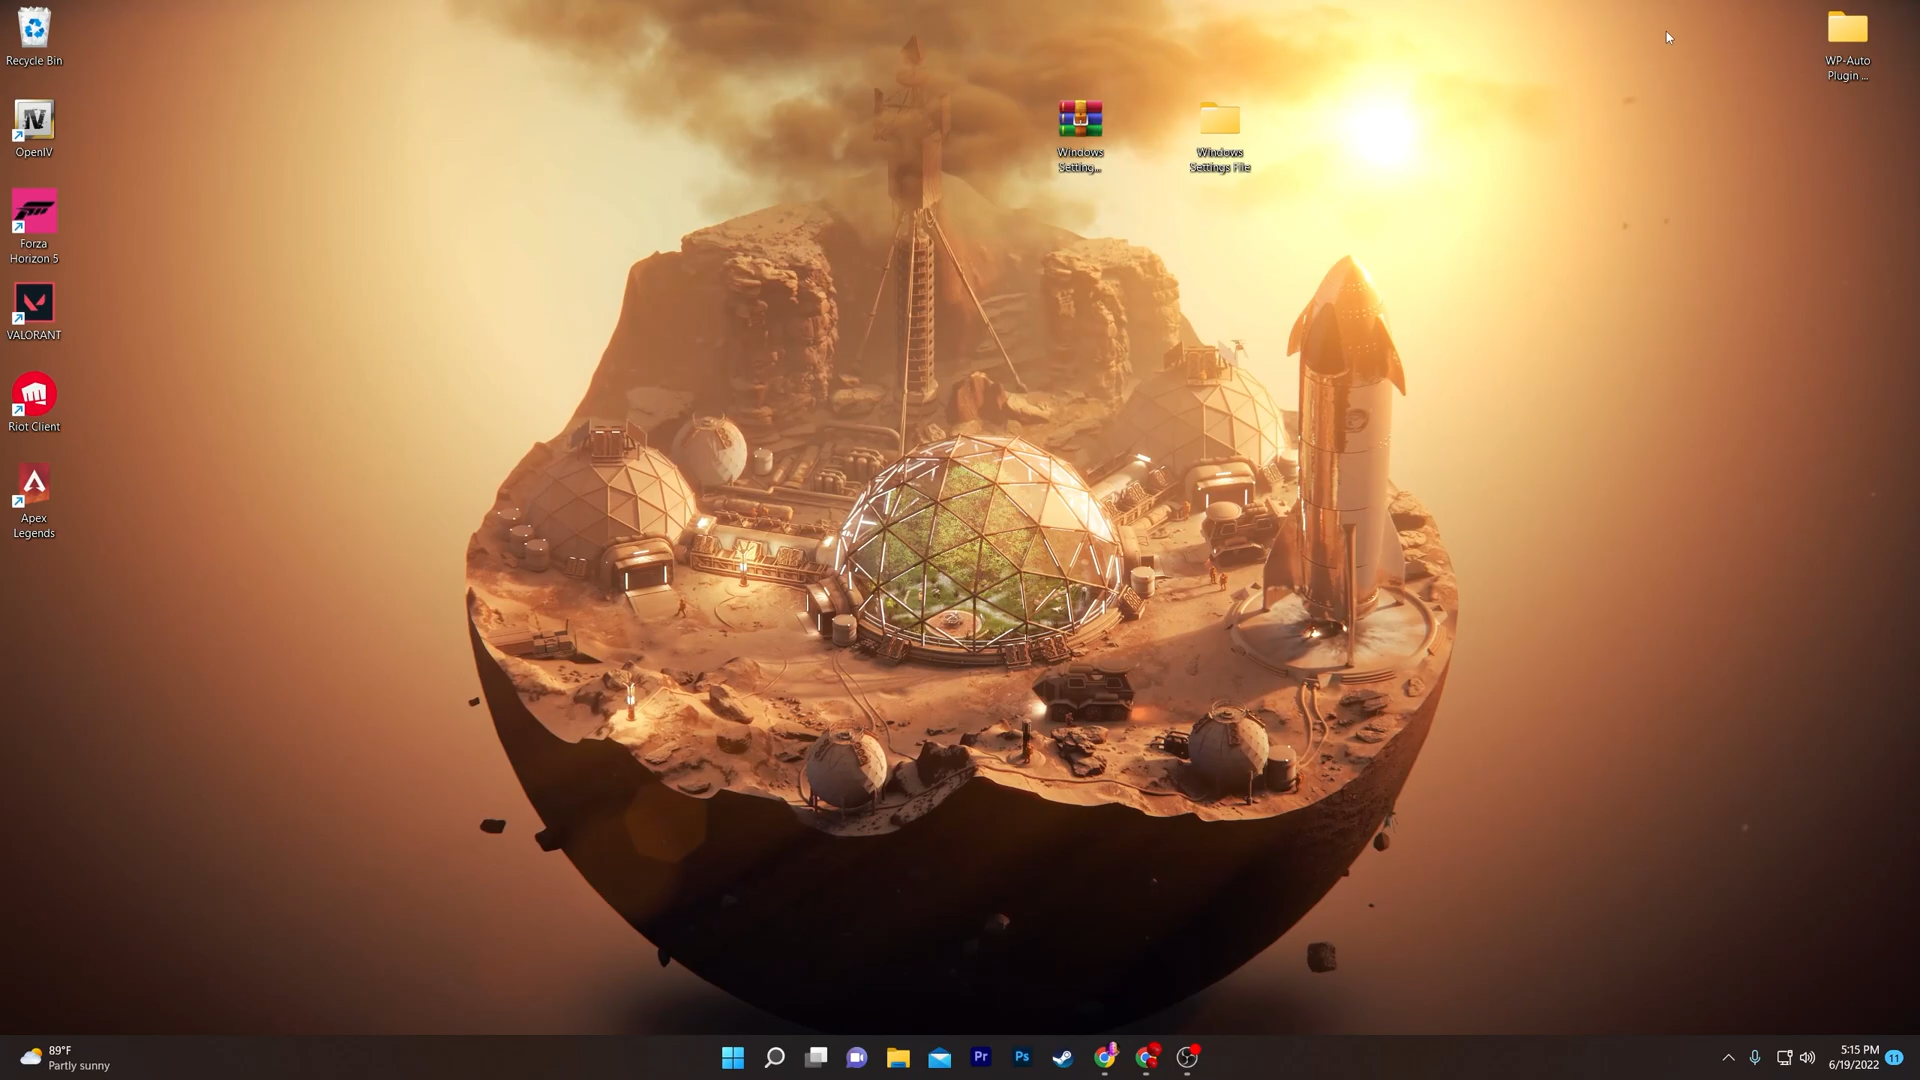 Recycle Bin
OpenIV
Forza
Horizon 5
VALORANT
Riot Client
Apex
Legends
Windows
Setting...
Windows
Settings File
WP-Auto
Plugin ...
89°F
Partly sunny
Pr
Ps
5:15 PM
6/19/2022
11